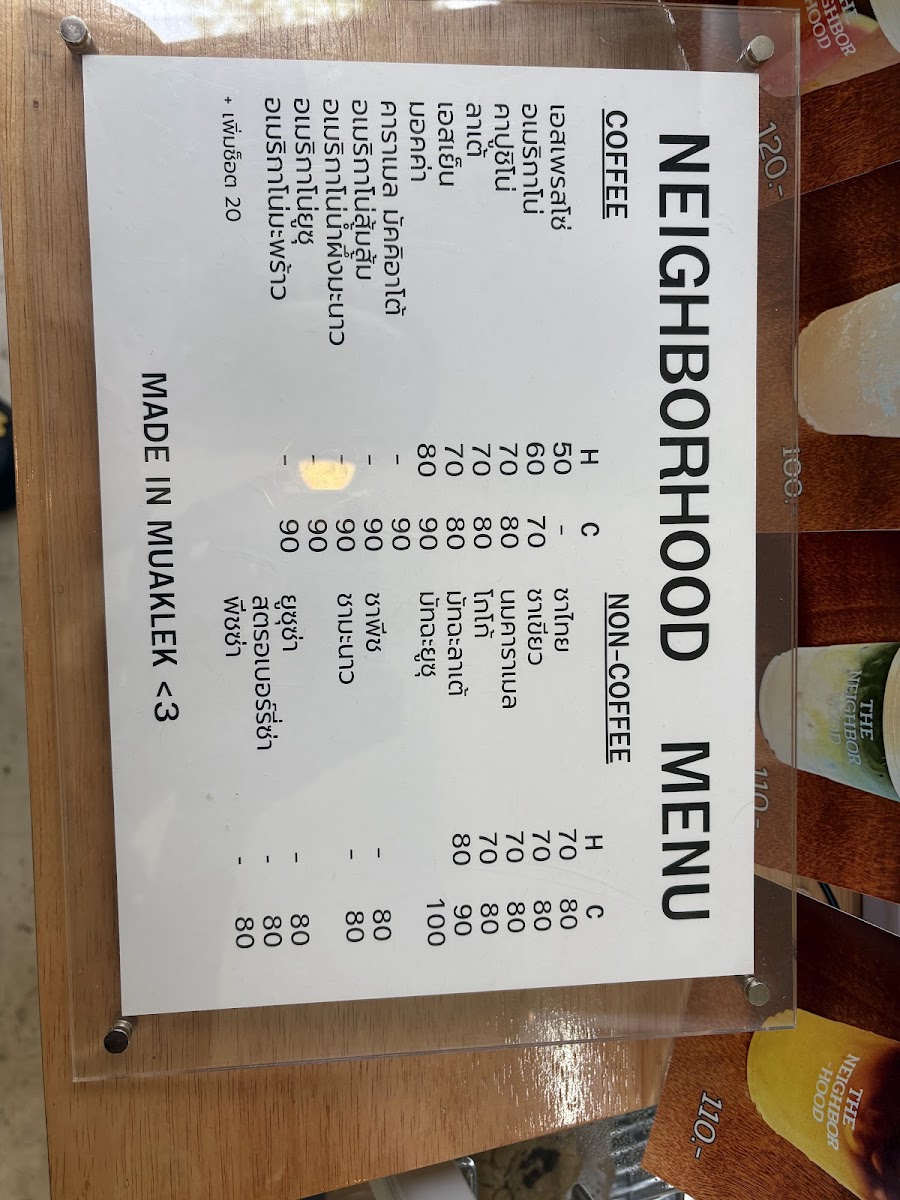 NEIGHBORHOOD MENU
COFFEE
H C
เอสเพรสโซ่ 50 -
อเมริกาโน่ 60 70
คาปูชิโน่ 70 80
ลาเต้ 70 80
เอสเย็น 70 80
มอคค่า 80 90
คาราเมล มัคคิอาโต้ - 90
อเมริกาโน่ส้มส้ม - 90
อเมริกาโน่น้ำผึ้งมะนาว - 90
อเมริกาโน่ยูซุ - 90
อเมริกาโน่มะพร้าว - 90
+ เพิ่มช็อต 20
NON-COFFEE
H C
ชาไทย 70 80
ชาเขียว 70 80
นมคาราเมล 70 80
โกโก้ 70 80
มัทฉะลาเต้ 80 90
มัทฉะยูซุ 100
ชาพีช - 80
ชามะนาว - 80
ยูซุซ่า - 80
สตรอเบอร์รี่ซ่า - 80
พีชซ่า - 80
MADE IN MUAKLEK <3
120.-
100.-
110.-
110.-
THE
NEIGHBOR
HOOD
THE
NEIGHBOR
THE
NEIGHBOR
-HOOD